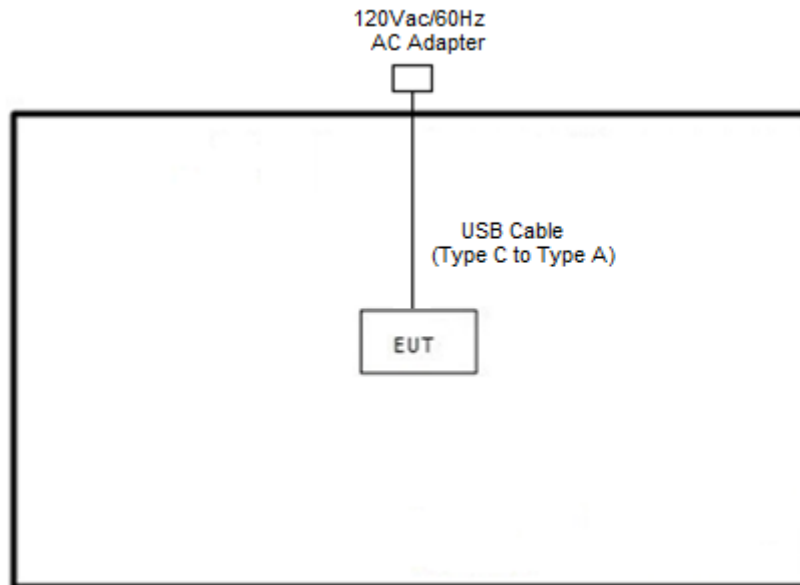 120Vac/60Hz
AC Adapter
USB Cable
(Type C to Type A)
EUT